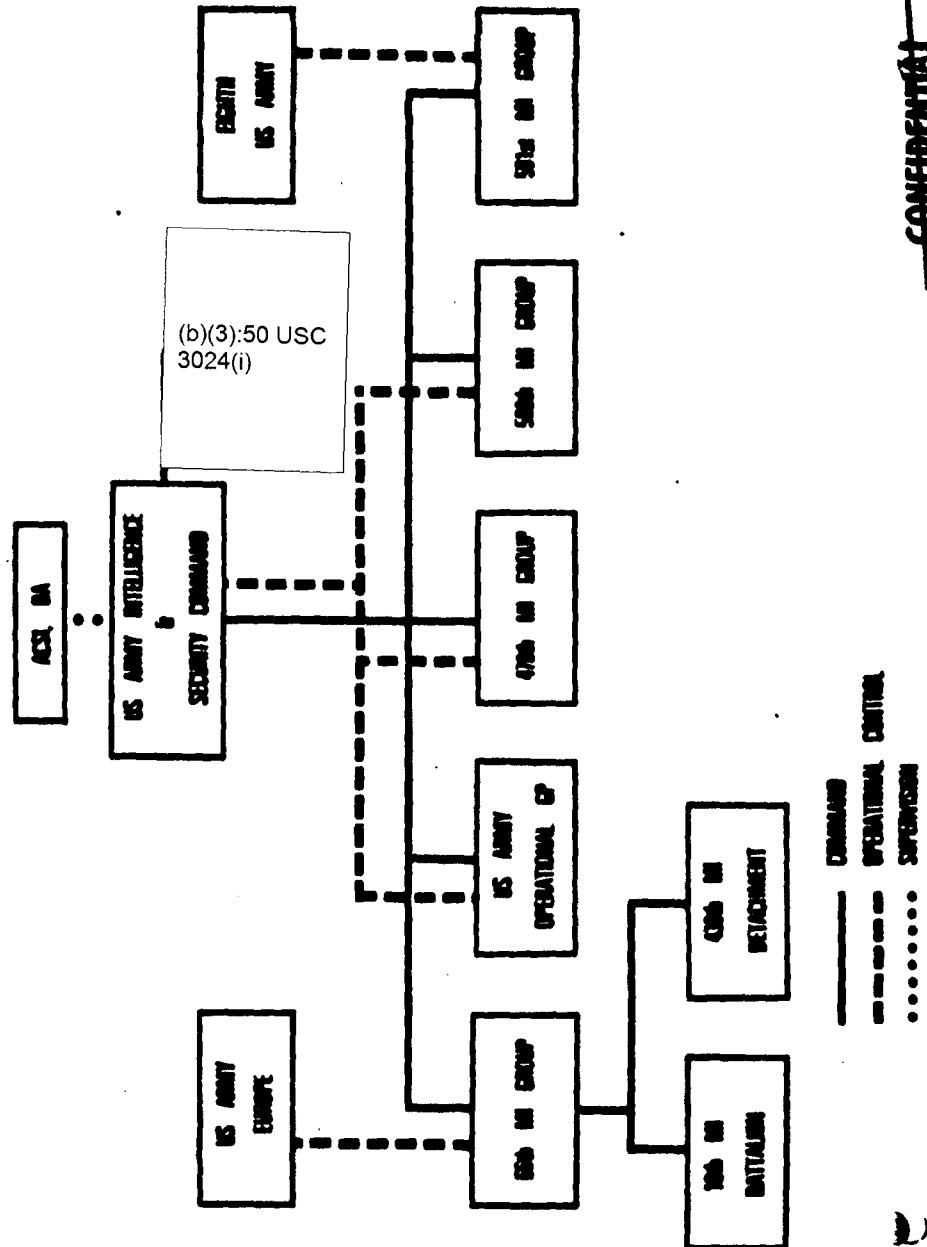 ACSI, DA
US ARMY INTELLIGENCE
&
SECURITY COMMAND
(b)(3):50 USC
3024(i)
US ARMY
EUROPE
EIGHTH
US ARMY
66th MI GROUP
US ARMY
OPERATIONAL GP
470th MI GROUP
500th MI GROUP
501st MI GROUP
18th MI
BATTALION
430th MI
DETACHMENT
COMMAND
OPERATIONAL CONTROL
SUPERVISION
CONFIDENTIAL